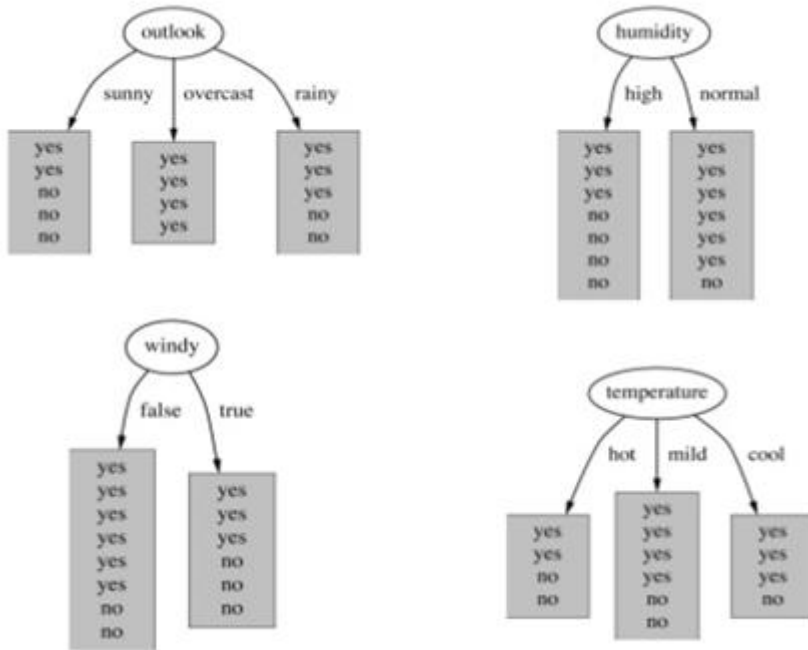 outlook
sunny overcast rainy
yes
yes
no
no
no
yes
yes
yes
yes
yes
yes
yes
no
no
humidity
high normal
yes
yes
yes
no
no
no
no
yes
yes
yes
yes
yes
yes
no
windy
false true
yes
yes
yes
yes
yes
yes
no
no
yes
yes
yes
no
no
no
temperature
hot mild cool
yes
yes
no
no
yes
yes
yes
yes
no
no
yes
yes
yes
no